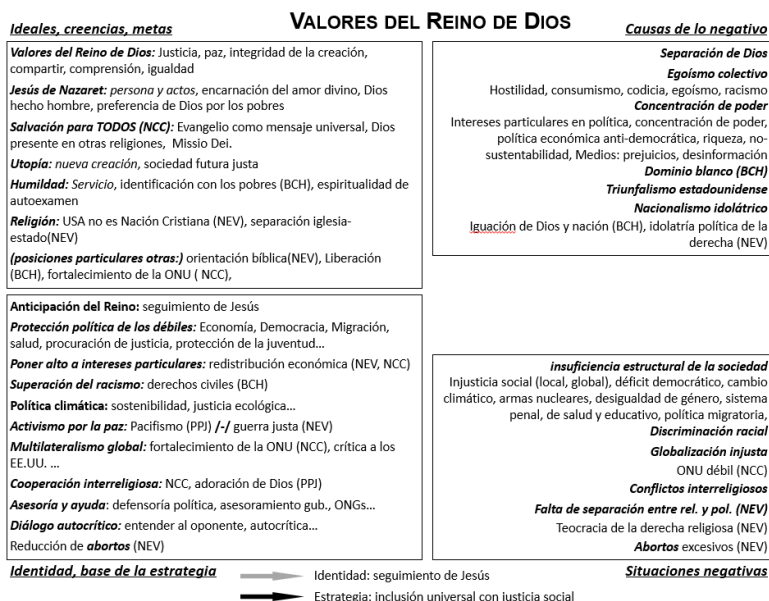 VALORES DEL REINO DE DIOS
Ideales, creencias, metas
Causas de lo negativo
Valores del Reino de Dios: Justicia, paz, integridad de la creación,
compartir, comprensión, igualdad
Jesús de Nazaret: persona y actos, encarnación del amor divino, Dios
hecho hombre, preferencia de Dios por los pobres
Salvación para TODOS (NCC): Evangelio como mensaje universal, Dios
presente en otras religiones, Missio Dei.
Utopía: nueva creación, sociedad futura justa
Humildad: Servicio, identificación con los pobres (BCH), espiritualidad de
autoexamen
Religión: USA no es Nación Cristiana (NEV), separación iglesia-
estado(NEV)
(posiciones particulares otras:) orientación bíblica(NEV), Liberación
(BCH), fortalecimiento de la ONU ( NCC),
Separación de Dios
Egoísmo colectivo
Hostilidad, consumismo, codicia, egoísmo, racismo
Concentración de poder
Intereses particulares en política, concentración de poder,
política económica anti-democrática, riqueza, no-
sustentabilidad, Medios: prejuicios, desinformación
Dominio blanco (BCH)
Triunfalismo estadounidense
Nacionalismo idolátrico
Iguación de Dios y nación (BCH), idolatría política de la
derecha (NEV)
Anticipación del Reino: seguimiento de Jesús
Protección política de los débiles: Economía, Democracia, Migración,
salud, procuración de justicia, protección de la juventud...
Poner alto a intereses particulares: redistribución económica (NEV, NCC)
Superación del racismo: derechos civiles (BCH)
Política climática: sostenibilidad, justicia ecológica...
Activismo por la paz: Pacifismo (PPJ) /-/ guerra justa (NEV)
Multilateralismo global: fortalecimiento de la ONU (NCC), crítica a los
EE.UU. ...
Cooperación interreligiosa: NCC, adoración de Dios (PPJ)
Asesoría y ayuda: defensoría política, asesoramiento gub., ONGs...
Diálogo autocrítico: entender al oponente, autocrítica...
Reducción de abortos (NEV)
insuficiencia estructural de la sociedad
Injusticia social (local, global), déficit democrático, cambio
climático, armas nucleares, desigualdad de género, sistema
penal, de salud y educativo, política migratoria,
Discriminación racial
Globalización injusta
ONU débil (NCC)
Conflictos interreligiosos
Falta de separación entre rel. y pol. (NEV)
Teocracia de la derecha religiosa (NEV)
Abortos excesivos (NEV)
Identidad, base de la estrategia
Situaciones negativas
Identidad: seguimiento de Jesús
Estrategia: inclusión universal con justicia social